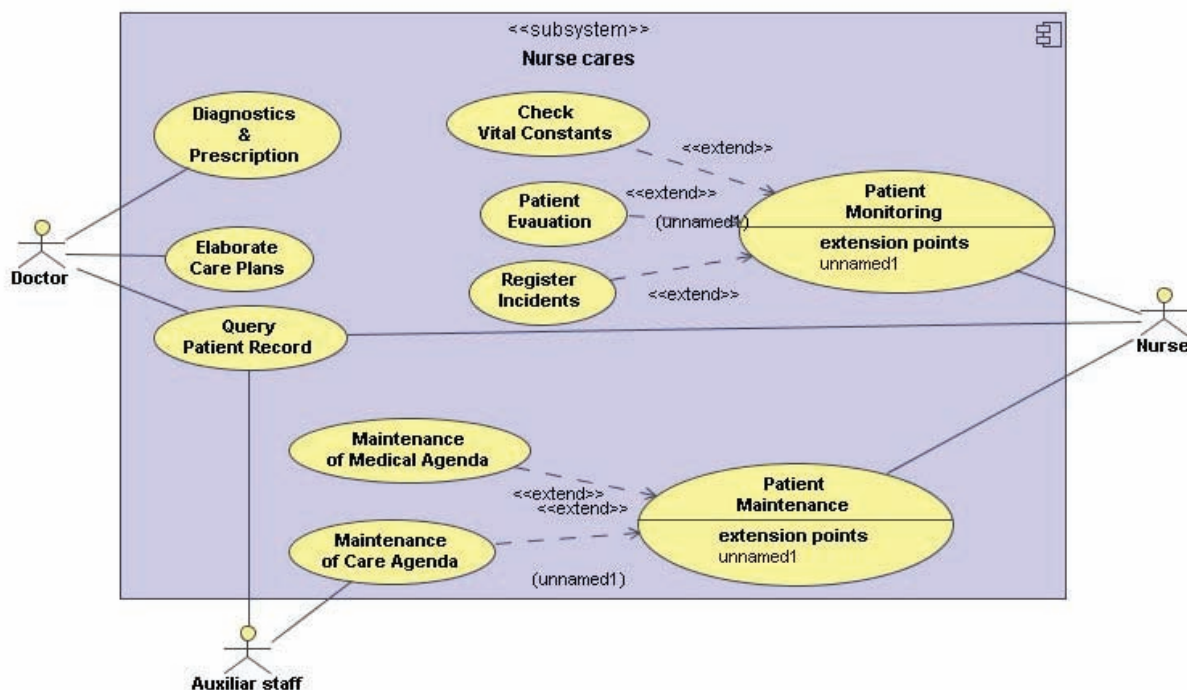 <<subsystem>>
Nurse cares
Diagnostics
&
Prescription
Check
Vital Constants
<<extend>>
Patient
Evauation
<<extend>>
(unnamed1)
Patient
Monitoring
extension points
unnamed1
Elaborate
Care Plans
Doctor
Register
Incidents
<<extend>>
Query
Patient Record
Nurse
Maintenance
of Medical Agenda
<<extend>>
<<extend>>
Patient
Maintenance
extension points
unnamed1
Maintenance
of Care Agenda
(unnamed1)
Auxiliar staff